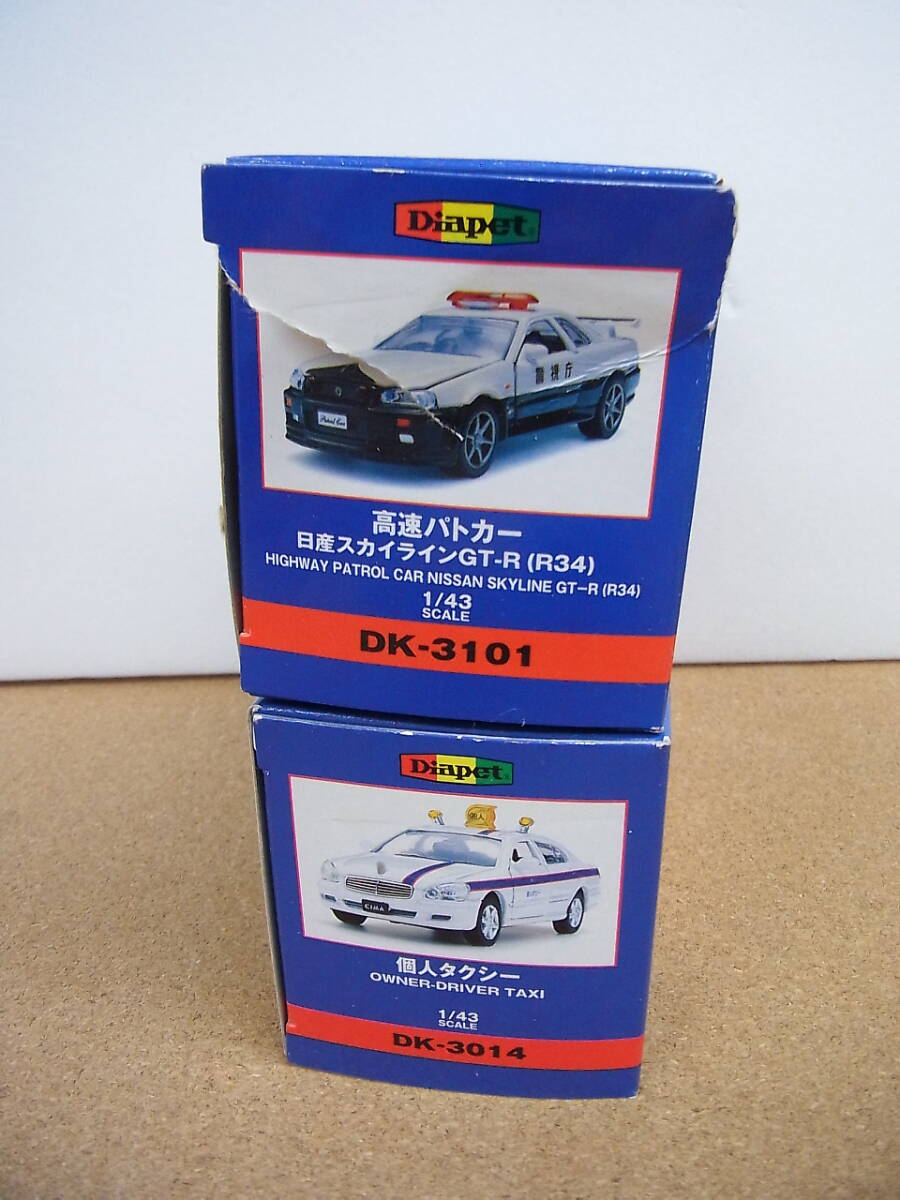 Diapet
警視庁
Patrol Car
高速パトカー
日産スカイラインGT-R (R34)
HIGHWAY PATROL CAR NISSAN SKYLINE GT-R (R34)
1/43
SCALE
DK-3101
Diapet
個人
CIMA
個人タクシー
OWNER-DRIVER TAXI
1/43
SCALE
DK-3014